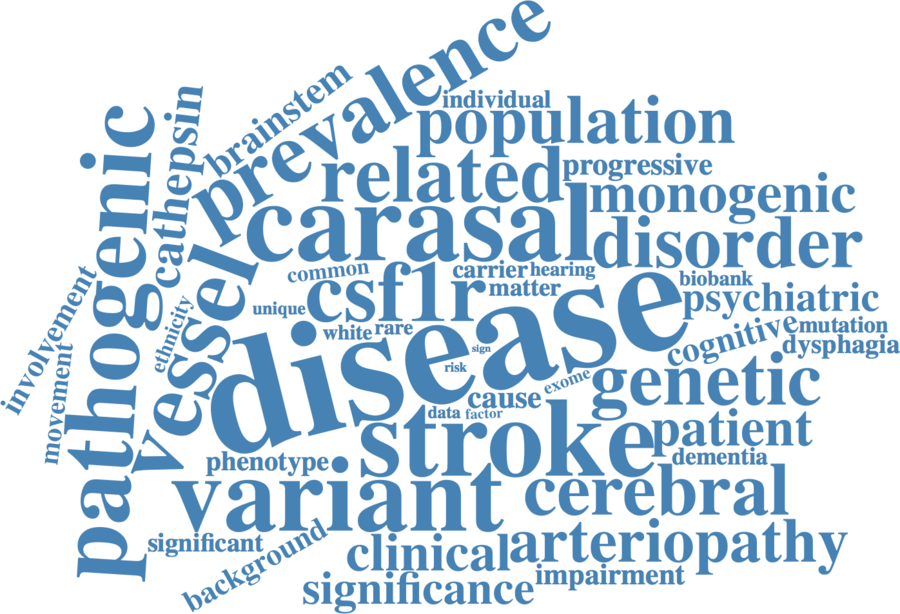 prevalence
individual
population
brainstem
cathepsin
pathogenic
related
progressive
monogenic
carasal
disorder
vessel
common
carrier
hearing
biobank
matter
csf1r
unique
psychiatric
involvement
movement
ethnicity
white
rare
disease
sign
risk
cognitive
mutation
dysphagia
exome
cause
genetic
data
factor
stroke
patient
dementia
phenotype
variant
cerebral
significant
background
clinical
arteriopathy
impairment
significance